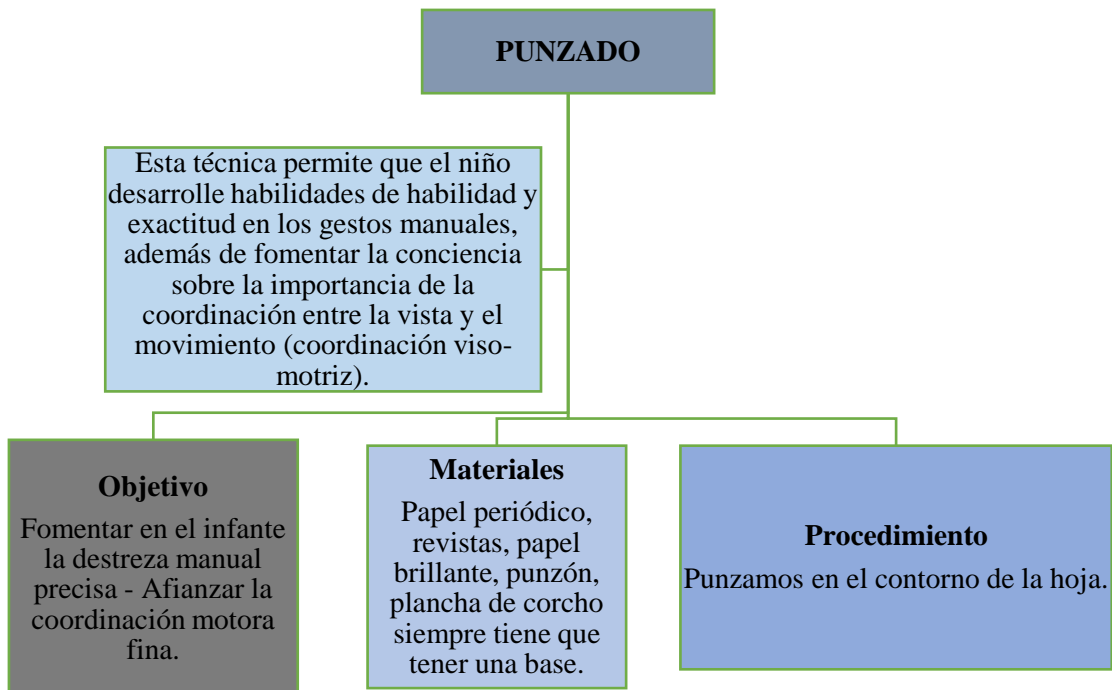 PUNZADO
Esta técnica permite que el niño
desarrolle habilidades de habilidad y
exactitud en los gestos manuales,
además de fomentar la conciencia
sobre la importancia de la
coordinación entre la vista y el
movimiento (coordinación viso-
motriz).
Objetivo
Fomentar en el infante
la destreza manual
precisa - Afianzar la
coordinación motora
fina.
Materiales
Papel periódico,
revistas, papel
brillante, punzón,
plancha de corcho
siempre tiene que
tener una base.
Procedimiento
Punzamos en el contorno de la hoja.